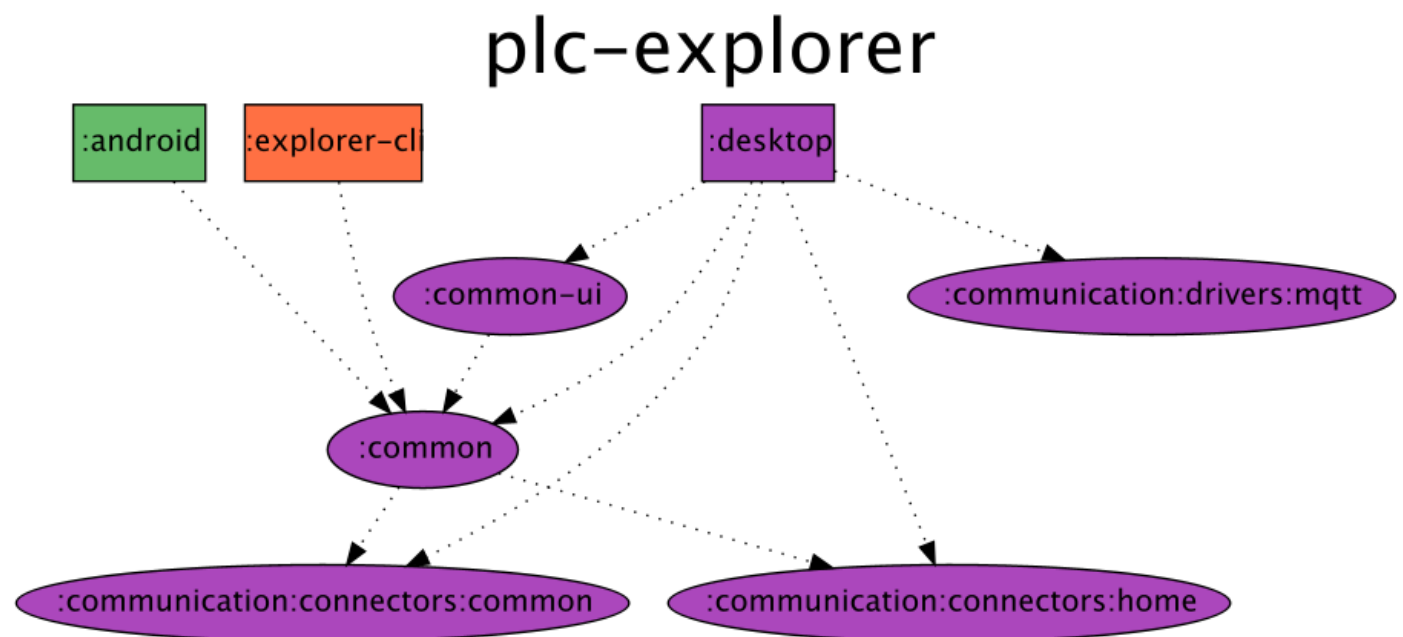 plc-explorer
:android
:explorer-cli
:desktop
:common-ui
:communication:drivers:mqtt
:common
:communication:connectors:common
:communication:connectors:home